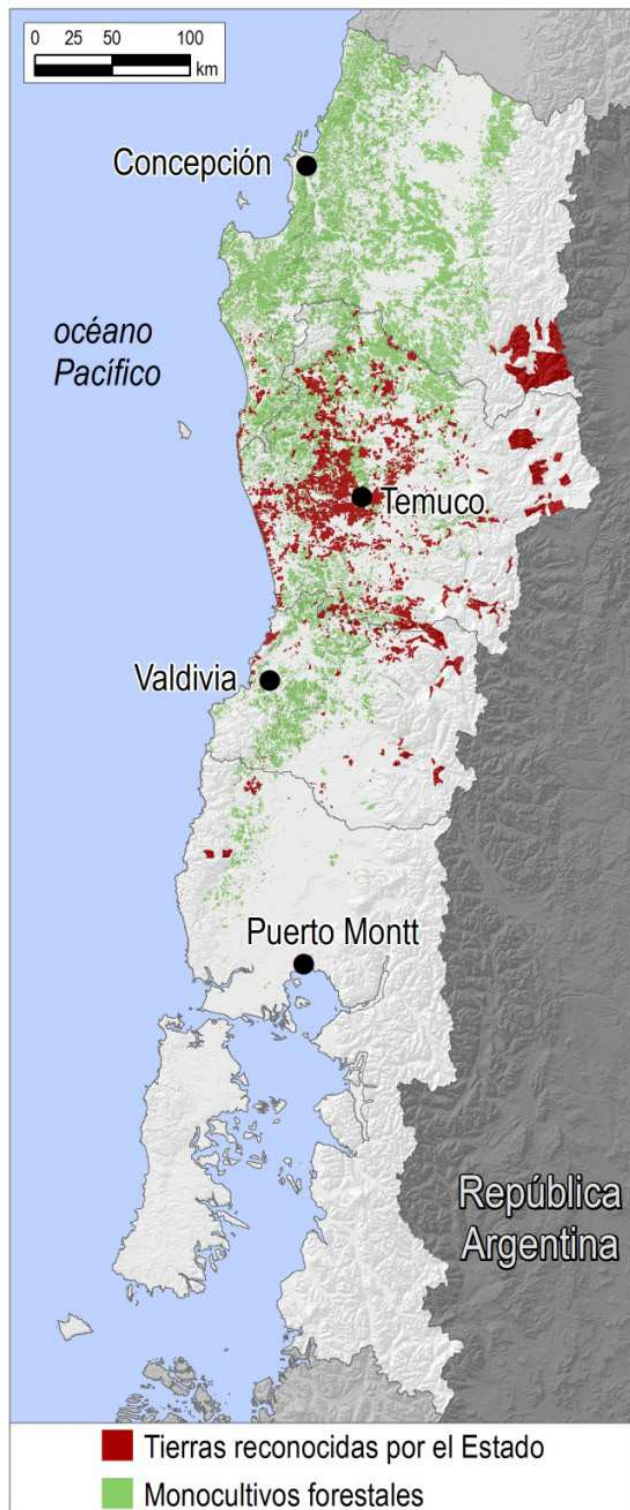 0 25 50 100
km
Concepción
océano
Pacífico
Temuco
Valdivia
Puerto Montt
República
Argentina
Tierras reconocidas por el Estado
Monocultivos forestales